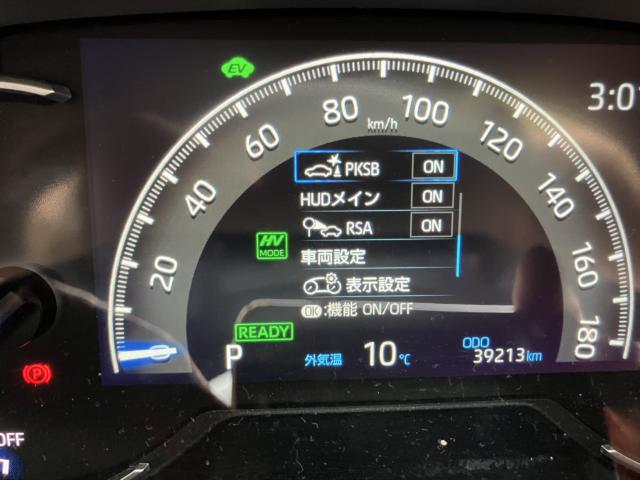 EV
3:01
80
100
60
km/h
120
PKSB ON
40
140
HUDメイン ON
RSA ON
160
HV
MODE
車両設定
20
表示設定
180
OK:機能 ON/OFF
READY
P
外気温 10℃
ODO
39213km
P
OFF